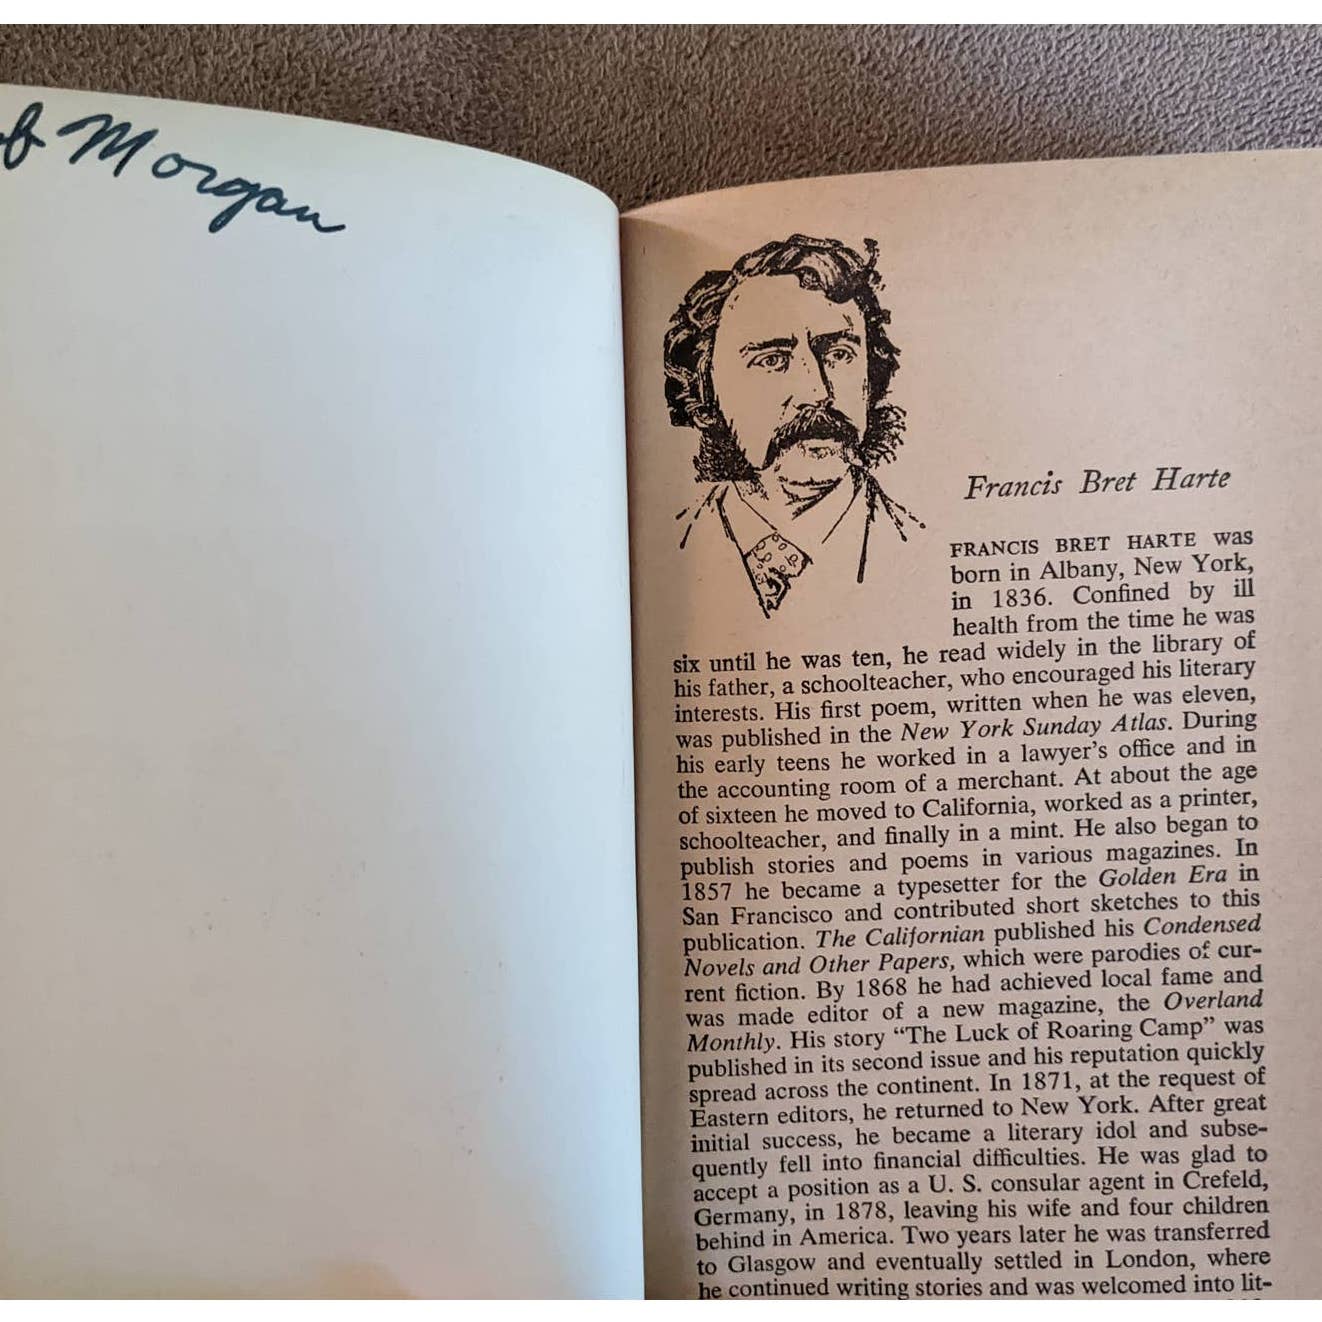 Morgan
Francis Bret Harte
FRANCIS BRET HARTE was
born in Albany, New York,
in 1836. Confined by ill
health from the time he was
six until he was ten, he read widely in the library of
his father, a schoolteacher, who encouraged his literary
interests. His first poem, written when he was eleven,
was published in the New York Sunday Atlas. During
his early teens he worked in a lawyer's office and in
the accounting room of a merchant. At about the age
of sixteen he moved to California, worked as a printer,
schoolteacher, and finally in a mint. He also began to
publish stories and poems in various magazines. In
1857 he became a typesetter for the Golden Era in
San Francisco and contributed short sketches to this
publication. The Californian published his Condensed
Novels and Other Papers, which were parodies of cur-
rent fiction. By 1868 he had achieved local fame and
was made editor of a new magazine, the Overland
Monthly. His story "The Luck of Roaring Camp" was
published in its second issue and his reputation quickly
spread across the continent. In 1871, at the request of
Eastern editors, he returned to New York. After great
initial success, he became a literary idol and subse-
quently fell into financial difficulties. He was glad to
accept a position as a U. S. consular agent in Crefeld,
Germany, in 1878, leaving his wife and four children
behind in America. Two years later he was transferred
to Glasgow and eventually settled in London, where
he continued writing stories and was welcomed into lit-